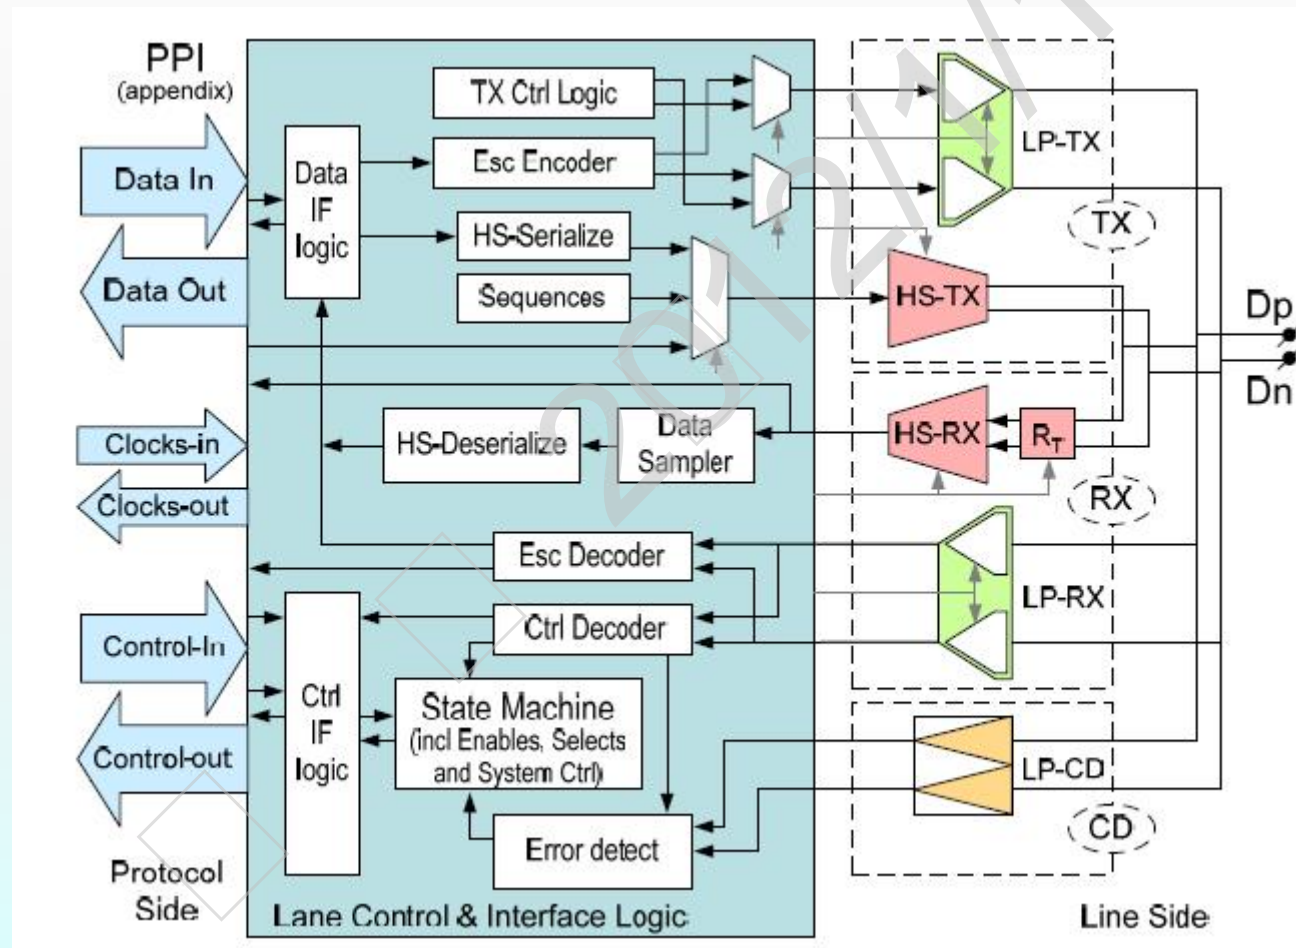 PPI
(appendix)
Data In
Data Out
Clocks-in
Clocks-out
Control-In
Control-out
Protocol
Side
Data
IF
logic
TX Ctrl Logic
Esc Encoder
HS-Serialize
Sequences
HS-Deserialize
Data
Sampler
Esc Decoder
Ctrl Decoder
Ctrl
IF
logic
State Machine
(incl Enables, Selects
and System Ctrl)
Error detect
Lane Control & Interface Logic
LP-TX
TX
HS-TX
HS-RX
RT
RX
LP-RX
LP-CD
CD
Dp
Dn
Line Side